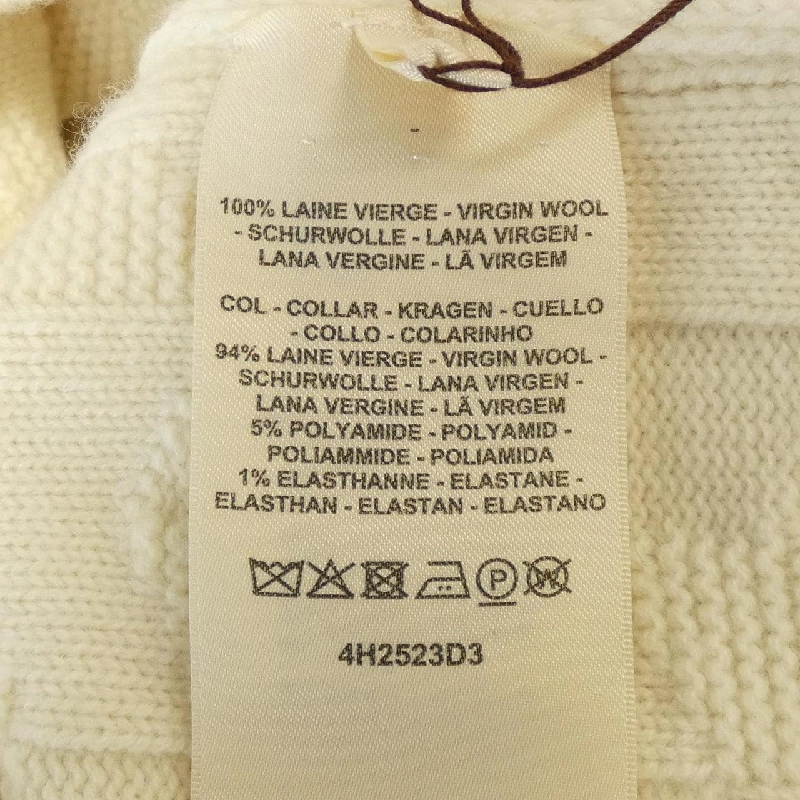 100% LAINE VIERGE - VIRGIN WOOL
- SCHURWOLLE - LANA VIRGEN -
LANA VERGINE - LÃ VIRGEM
COL - COLLAR - KRAGEN - CUELLO
- COLLO - COLARINHO
94% LAINE VIERGE - VIRGIN WOOL -
SCHURWOLLE - LANA VIRGEN -
LANA VERGINE - LÃ VIRGEM
5% POLYAMIDE - POLYAMID -
POLIAMMIDE - POLIAMIDA
1% ELASTHANNE - ELASTANE -
ELASTHAN - ELASTAN - ELASTANO
P W
4H2523D3